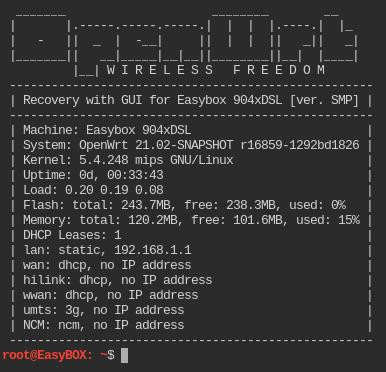 W I R E L E S S   F R E E D O M
Recovery with GUI for Easybox 904xDSL [ver. SMP]
Machine: Easybox 904xDSL
System: OpenWrt 21.02-SNAPSHOT r16859-1292bd1826
Kernel: 5.4.248 mips GNU/Linux
Uptime: 0d, 00:33:43
Load: 0.20 0.19 0.08
Flash: total: 243.7MB, free: 238.3MB, used: 0%
Memory: total: 120.2MB, free: 101.6MB, used: 15%
DHCP Leases: 1
lan: static, 192.168.1.1
wan: dhcp, no IP address
hilink: dhcp, no IP address
wwan: dhcp, no IP address
umts: 3g, no IP address
NCM: ncm, no IP address
root@EasyBOX: ~$